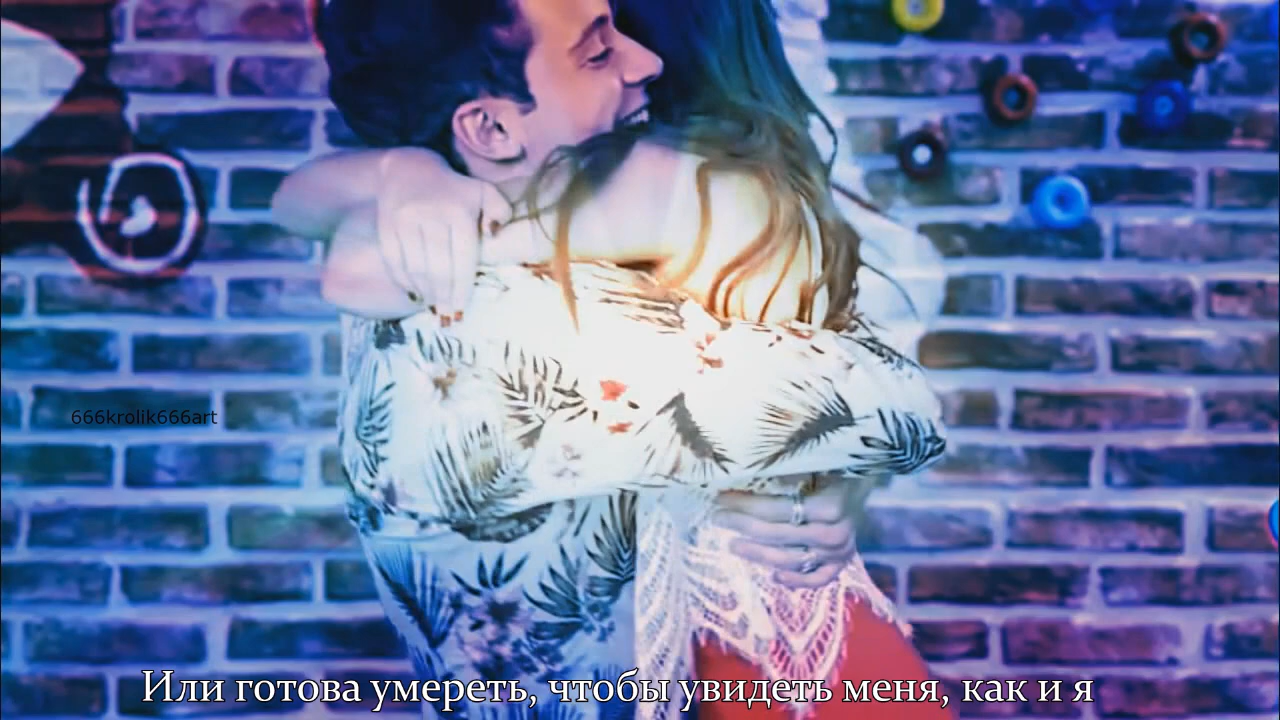 666krolik666art
Или готова умереть, чтобы увидеть меня, как и я